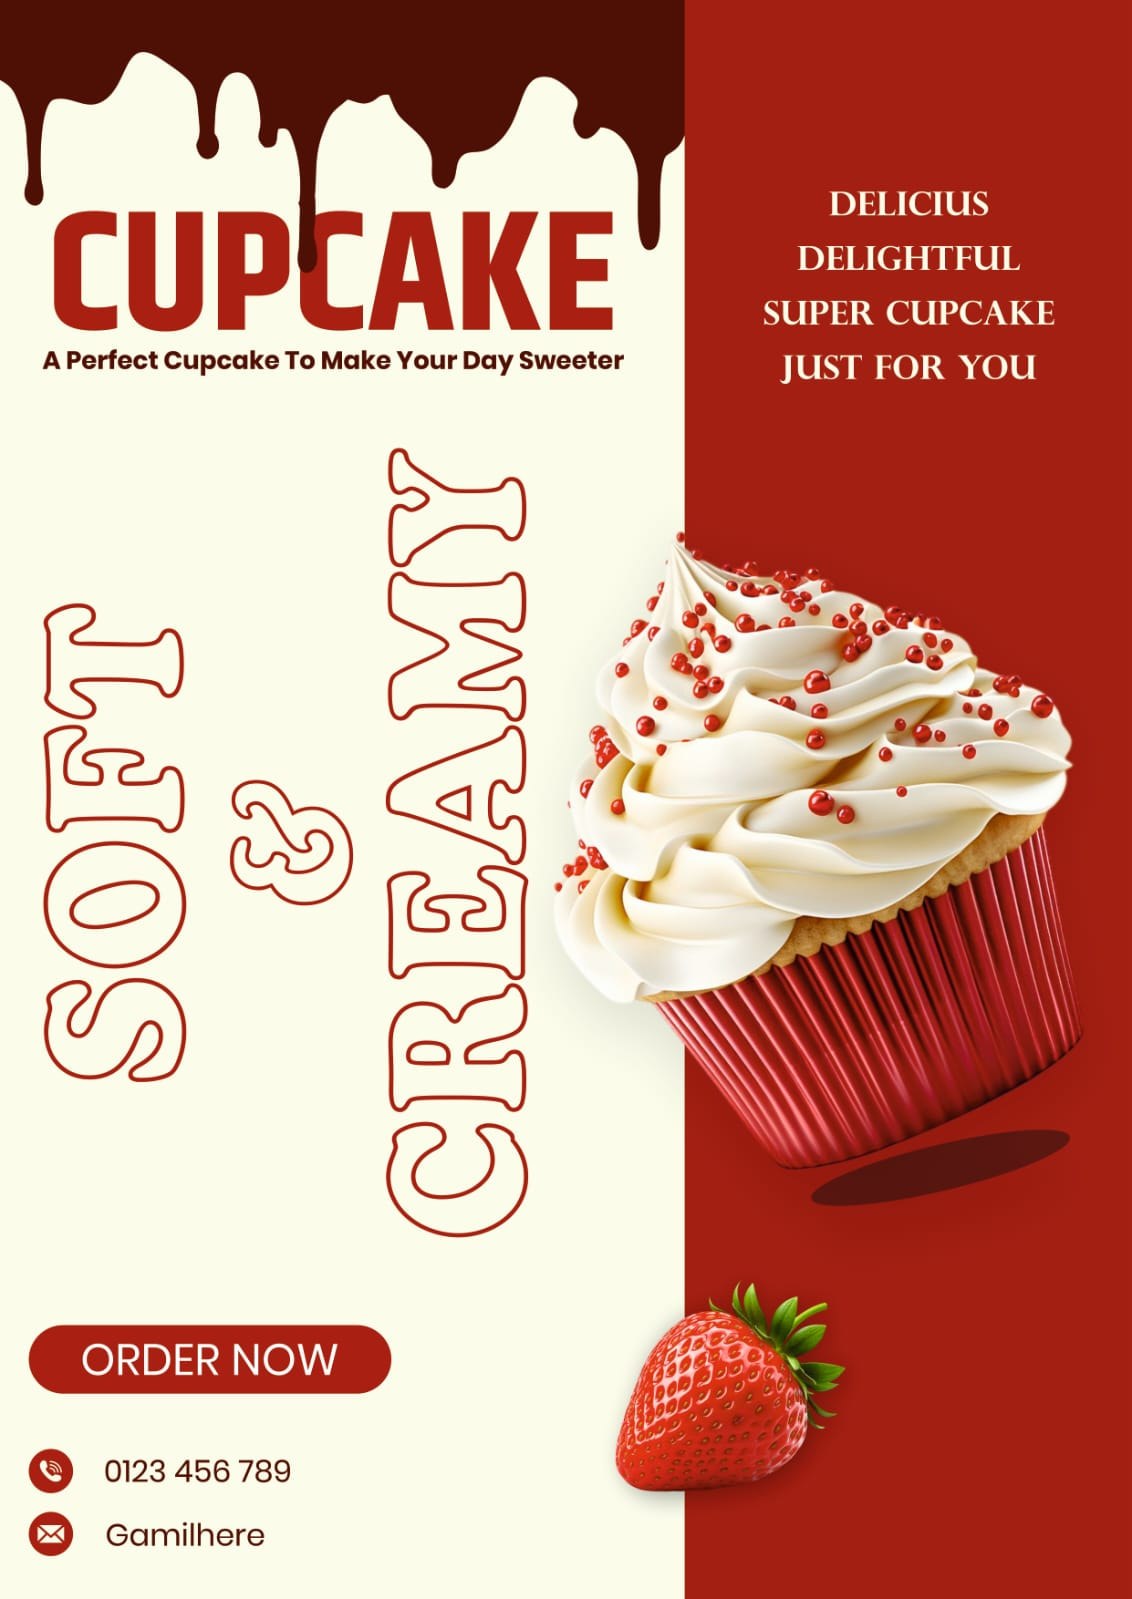 CUPCAKE
A Perfect Cupcake To Make Your Day Sweeter
DELICIUS
DELIGHTFUL
SUPER CUPCAKE
JUST FOR YOU
SOFT
&
CREAMY
ORDER NOW
0123 456 789
Gamilhere